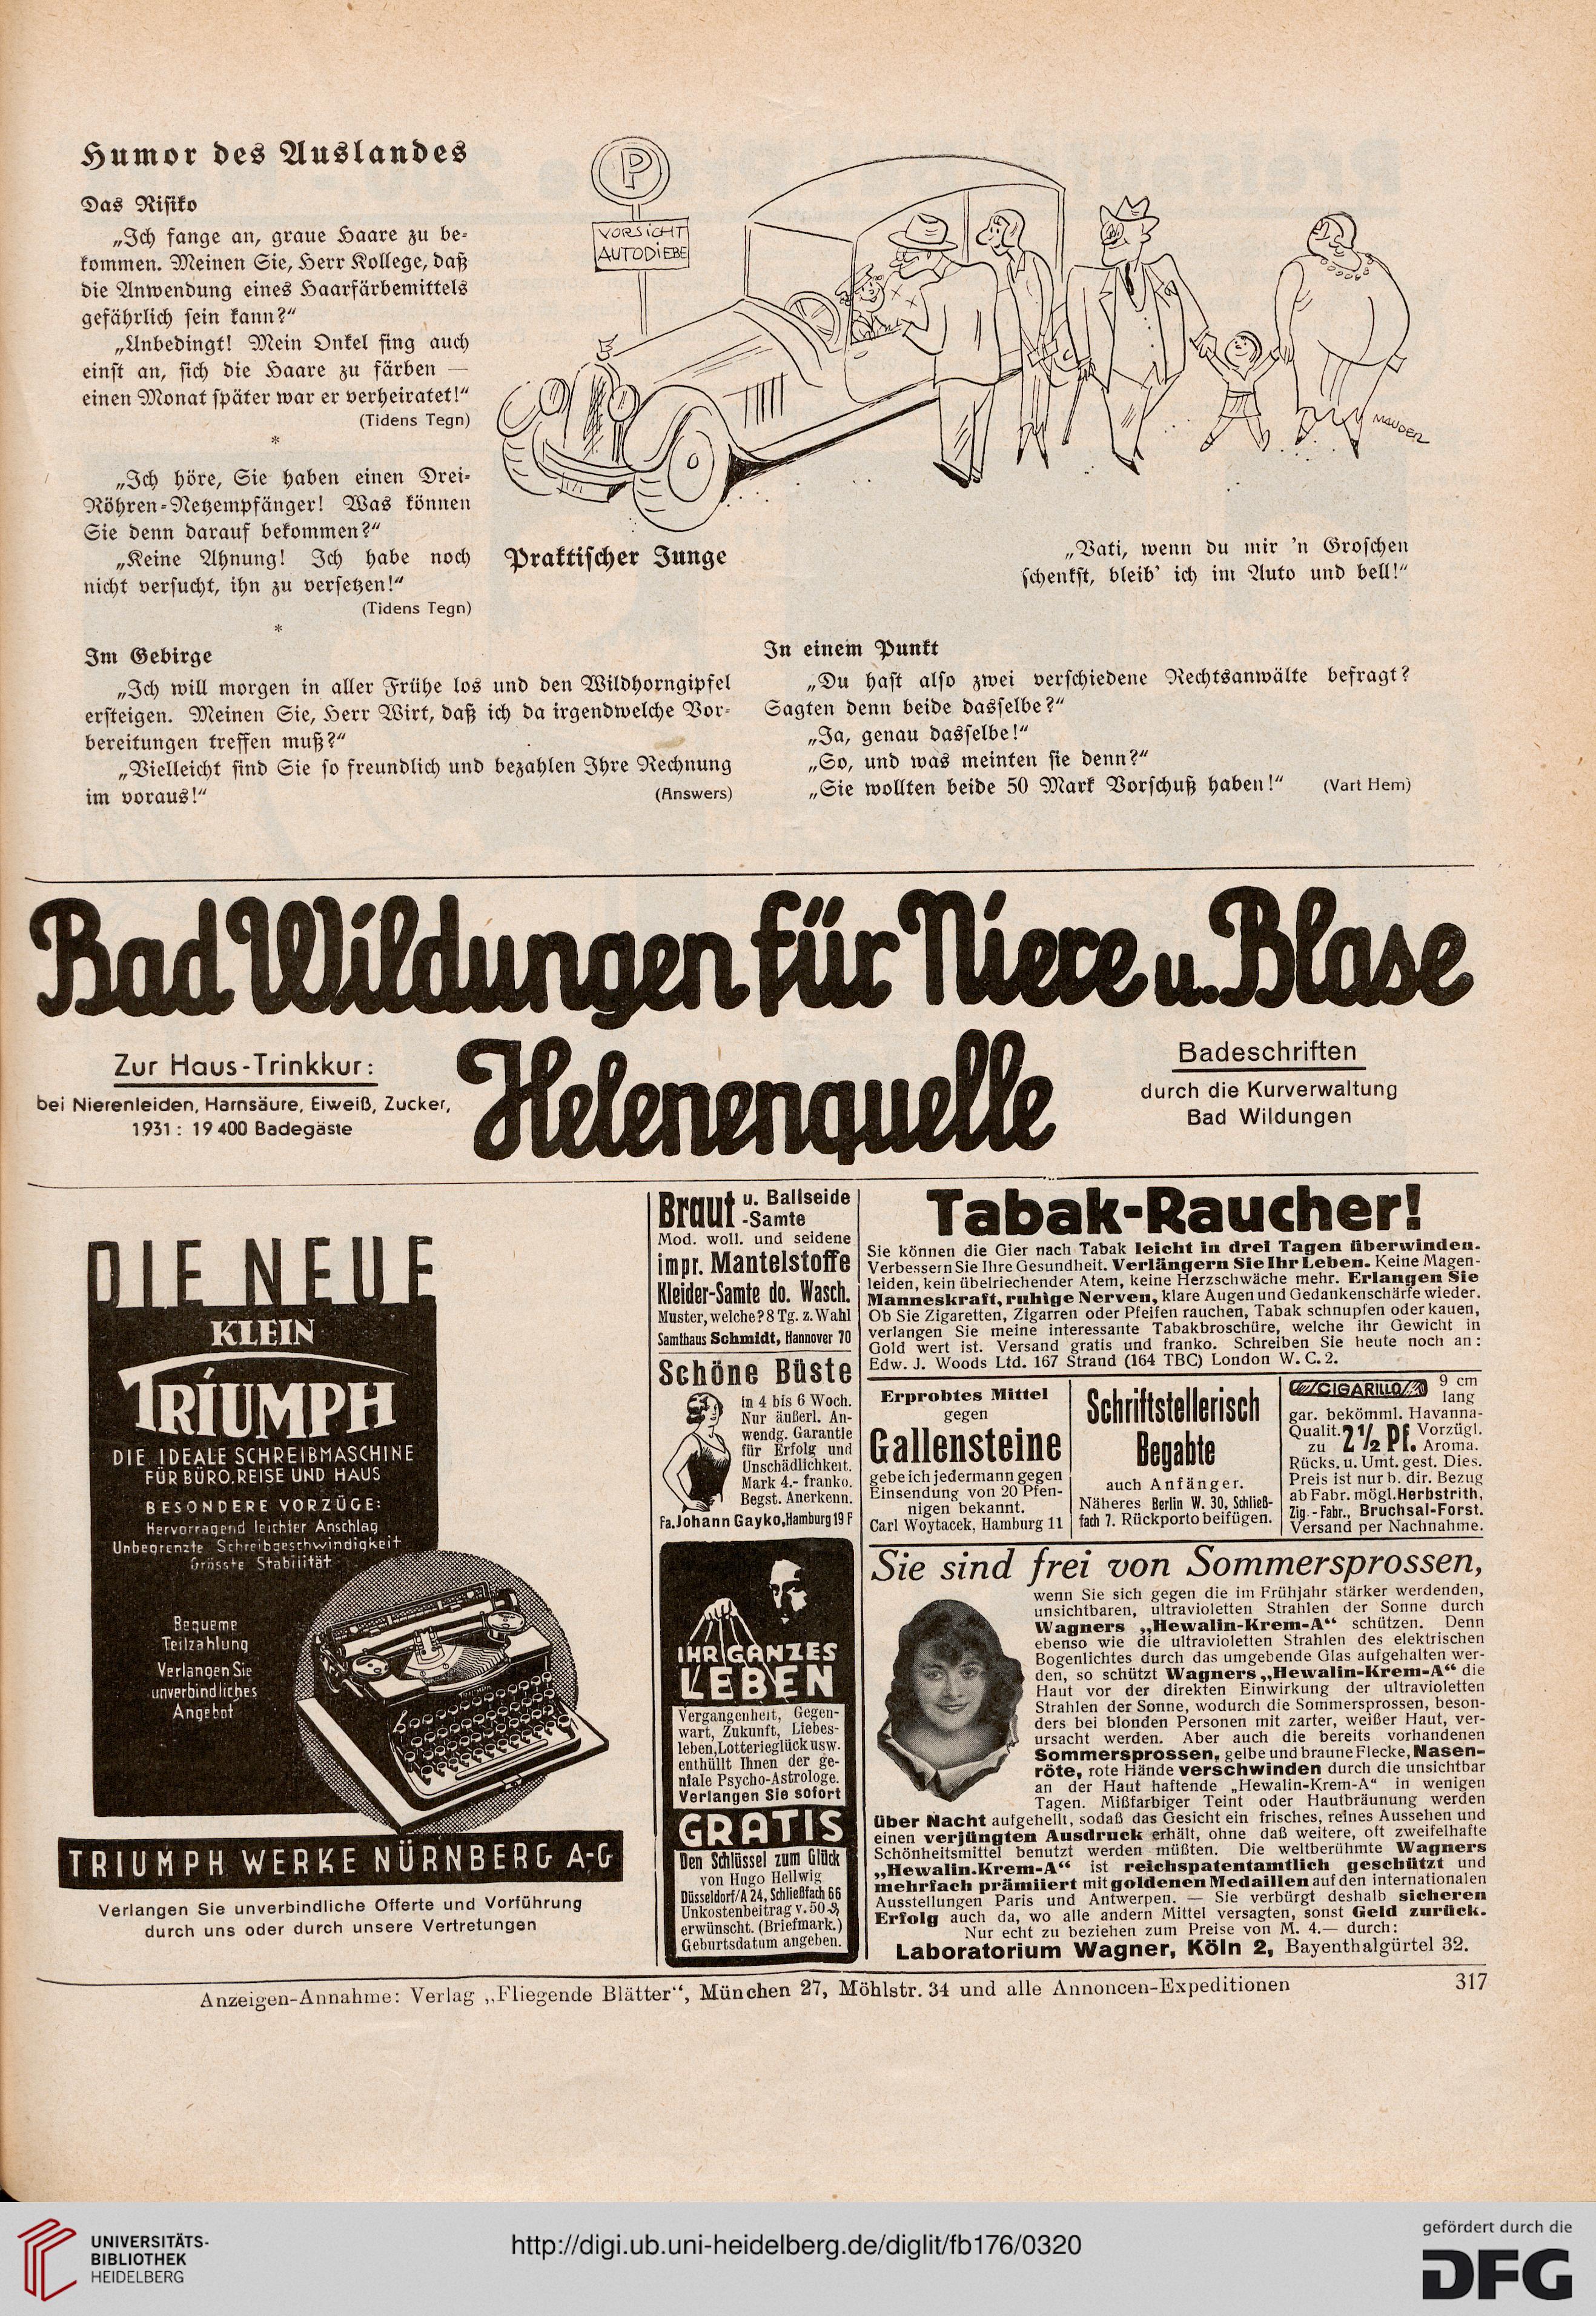 Humor des Auslandes
Das Risiko
„Ich fange an, graue Haare zu be-
kommen. Meinen Sie, Herr Kollege, daß
die Anwendung eines Haarfärbemittels
gefährlich sein kann?“
„Unbedingt! Mein Onkel fing auch
einst an, sich die Haare zu färben —
einen Monat später war er verheiratet!“
(Tidens Tegn)
*
„Ich höre, Sie haben einen Drei-
Röhren-Netzempfänger! Was können
Sie denn darauf bekommen?“
„Keine Ahnung! Ich habe noch
nicht versucht, ihn zu versetzen!“
(Tidens Tegn)
*
P
VORSICHT
AUTODIEBE
MAUDER
Praktischer Junge
„Vati, wenn du mir 'n Groschen
schenkst, bleib' ich im Auto und bell!“
Im Gebirge
„Ich will morgen in aller Frühe los und den Wildhorngipfel
ersteigen. Meinen Sie, Herr Wirt, daß ich da irgendwelche Vor-
bereitungen treffen muß?“
„Vielleicht sind Sie so freundlich und bezahlen Ihre Rechnung
im voraus!“ (Answers)
In einem Punkt
„Du hast also zwei verschiedene Rechtsanwälte befragt?
Sagten denn beide dasselbe?“
„Ja, genau dasselbe!“
„So, und was meinten sie denn?“
„Sie wollten beide 50 Mark Vorschuß haben!“ (Vart Hem)
Bad Wildungen für Niere u. Blase
Helenenquelle
Zur Haus-Trinkkur:
bei Nierenleiden, Harnsäure, Eiweiß, Zucker,
1931: 19 400 Badegäste
Badeschriften
durch die Kurverwaltung
Bad Wildungen
DIE NEUE
KLEIN
TRIUMPH
DIE IDEALE SCHREIBMASCHINE
FÜR BÜRO, REISE UND HAUS
BESONDERE VORZÜGE:
Hervorragend leichter Anschlag
Unbegrenzte Schreibgeschwindigkeit
Grösste Stabilität
Bequeme
Teilzahlung
Verlangen Sie
unverbindliches
Angebot
TRIUMPH WERKE NÜRNBERG A-G
Verlangen Sie unverbindliche Offerte und Vorführung
durch uns oder durch unsere Vertretungen
Braut u. Ballseide
-Samte
Mod. woll. und seidene
impr. Mantelstoffe
Kleider-Samte do. Wasch.
Muster, welche? 8 Tg. z. Wahl
Samthaus Schmidt, Hannover 70
Schöne Büste
in 4 bis 6 Woch.
Nur äußerl. An-
wendg. Garantie
für Erfolg und
Unschädlichkeit.
Mark 4.- franko.
Begst. Anerkenn.
Fa. Johann Gayko, Hamburg 19 F
IHR GANZES
LEBEN
Vergangenheit, Gegen-
wart, Zukunft, Liebes-
leben, Lotterieglück usw.
enthüllt Ihnen der ge-
niale Psycho-Astrologe.
Verlangen Sie sofort
GRATIS
Den Schlüssel zum Glück
von Hugo Hellwig
Düsseldorf/A 24, Schließfach 66
Unkostenbeitrag v. 50 ₰
erwünscht. (Briefmark.)
Geburtsdatum angeben.
Tabak-Raucher!
Sie können die Gier nach Tabak leicht in drei Tagen überwinden.
Verbessern Sie Ihre Gesundheit. Verlängern Sie Ihr Leben. Keine Magen-
leiden, kein übelriechender Atem, keine Herzschwäche mehr. Erlangen Sie
Manneskraft, ruhige Nerven, klare Augen und Gedankenschärfe wieder.
Ob Sie Zigaretten, Zigarren oder Pfeifen rauchen, Tabak schnupfen oder kauen,
verlangen Sie meine interessante Tabakbroschüre, welche ihr Gewicht in
Gold wert ist. Versand gratis und franko. Schreiben Sie heute noch an:
Edw. J. Woods Ltd. 167 Strand (164 TBC) London W. C. 2.
Erprobtes Mittel
gegen
Gallensteine
gebe ich jedermann gegen
Einsendung von 20 Pfen-
nigen bekannt.
Carl Woytacek, Hamburg 11
Schriftstellerisch
Begabte
auch Anfänger.
Näheres Berlin W. 30, Schließ-
fach 7. Rückporto beifügen.
CIGARILLO 9 cm
lang
gar. bekömml. Havanna-
Qualit. zu 2½ Pf. Vorzügl.
Aroma.
Rücks. u. Umt. gest. Dies.
Preis ist nur b. dir. Bezug
ab Fabr. mögl. Herbstrith,
Zig.-Fabr., Bruchsal-Forst.
Versand per Nachnahme.
Sie sind frei von Sommersprossen,
wenn Sie sich gegen die im Frühjahr stärker werdenden,
unsichtbaren, ultravioletten Strahlen der Sonne durch
Wagners „Hewalin-Krem-A“ schützen. Denn
ebenso wie die ultravioletten Strahlen des elektrischen
Bogenlichtes durch das umgebende Glas aufgehalten wer-
den, so schützt Wagners „Hewalin-Krem-A“ die
Haut vor der direkten Einwirkung der ultravioletten
Strahlen der Sonne, wodurch die Sommersprossen, beson-
ders bei blonden Personen mit zarter, weißer Haut, ver-
ursacht werden. Aber auch die bereits vorhandenen
Sommersprossen, gelbe und braune Flecke, Nasen-
röte, rote Hände verschwinden durch die unsichtbar
an der Haut haftende „Hewalin-Krem-A“ in wenigen
Tagen. Mißfarbiger Teint oder Hautbräunung werden
über Nacht aufgehellt, sodaß das Gesicht ein frisches, reines Aussehen und
einen verjüngten Ausdruck erhält, ohne daß weitere, oft zweifelhafte
Schönheitsmittel benutzt werden müßten. Die weltberühmte Wagners
„Hewalin-Krem-A“ ist reichspatentamtlich geschützt und
mehrfach prämiiert mit goldenen Medaillen auf den internationalen
Ausstellungen Paris und Antwerpen. — Sie verbürgt deshalb sicheren
Erfolg auch da, wo alle andern Mittel versagten, sonst Geld zurück.
Nur echt zu beziehen zum Preise von M. 4.— durch:
Laboratorium Wagner, Köln 2, Bayenthalgürtel 32.
Anzeigen-Annahme: Verlag „Fliegende Blätter“, München 27, Möhlstr. 34 und alle Annoncen-Expeditionen
317
UNIVERSITÄTS-
BIBLIOTHEK
HEIDELBERG
http://digi.ub.uni-heidelberg.de/diglit/fb176/0320
gefördert durch die
DFG